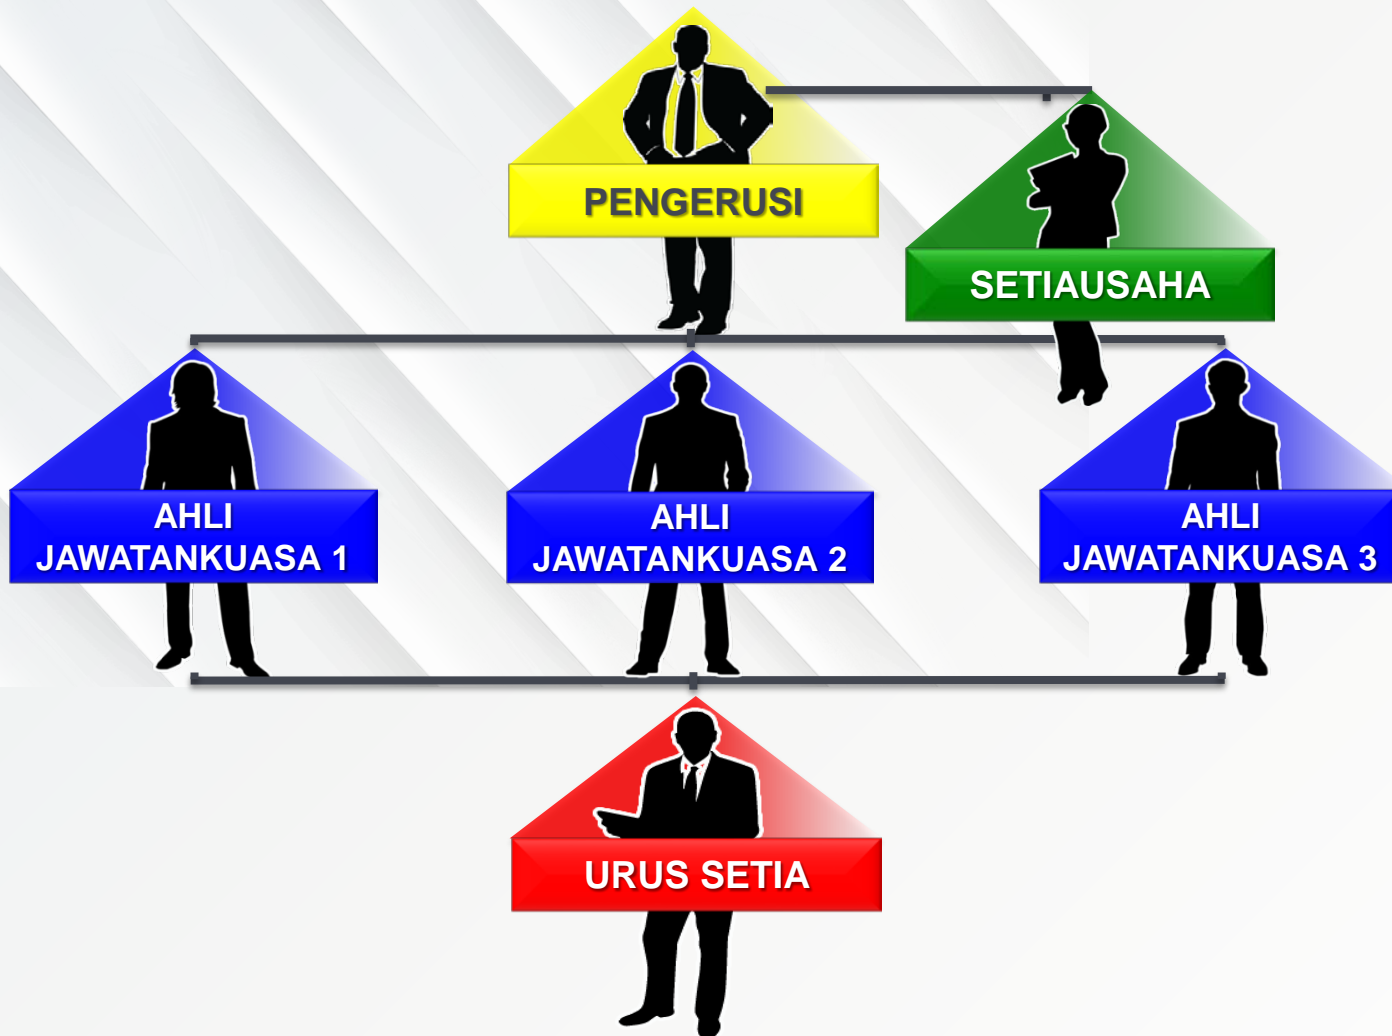 PENGERUSI
SETIAUSAHA
AHLI
JAWATANKUASA 1
AHLI
JAWATANKUASA 2
AHLI
JAWATANKUASA 3
URUS SETIA